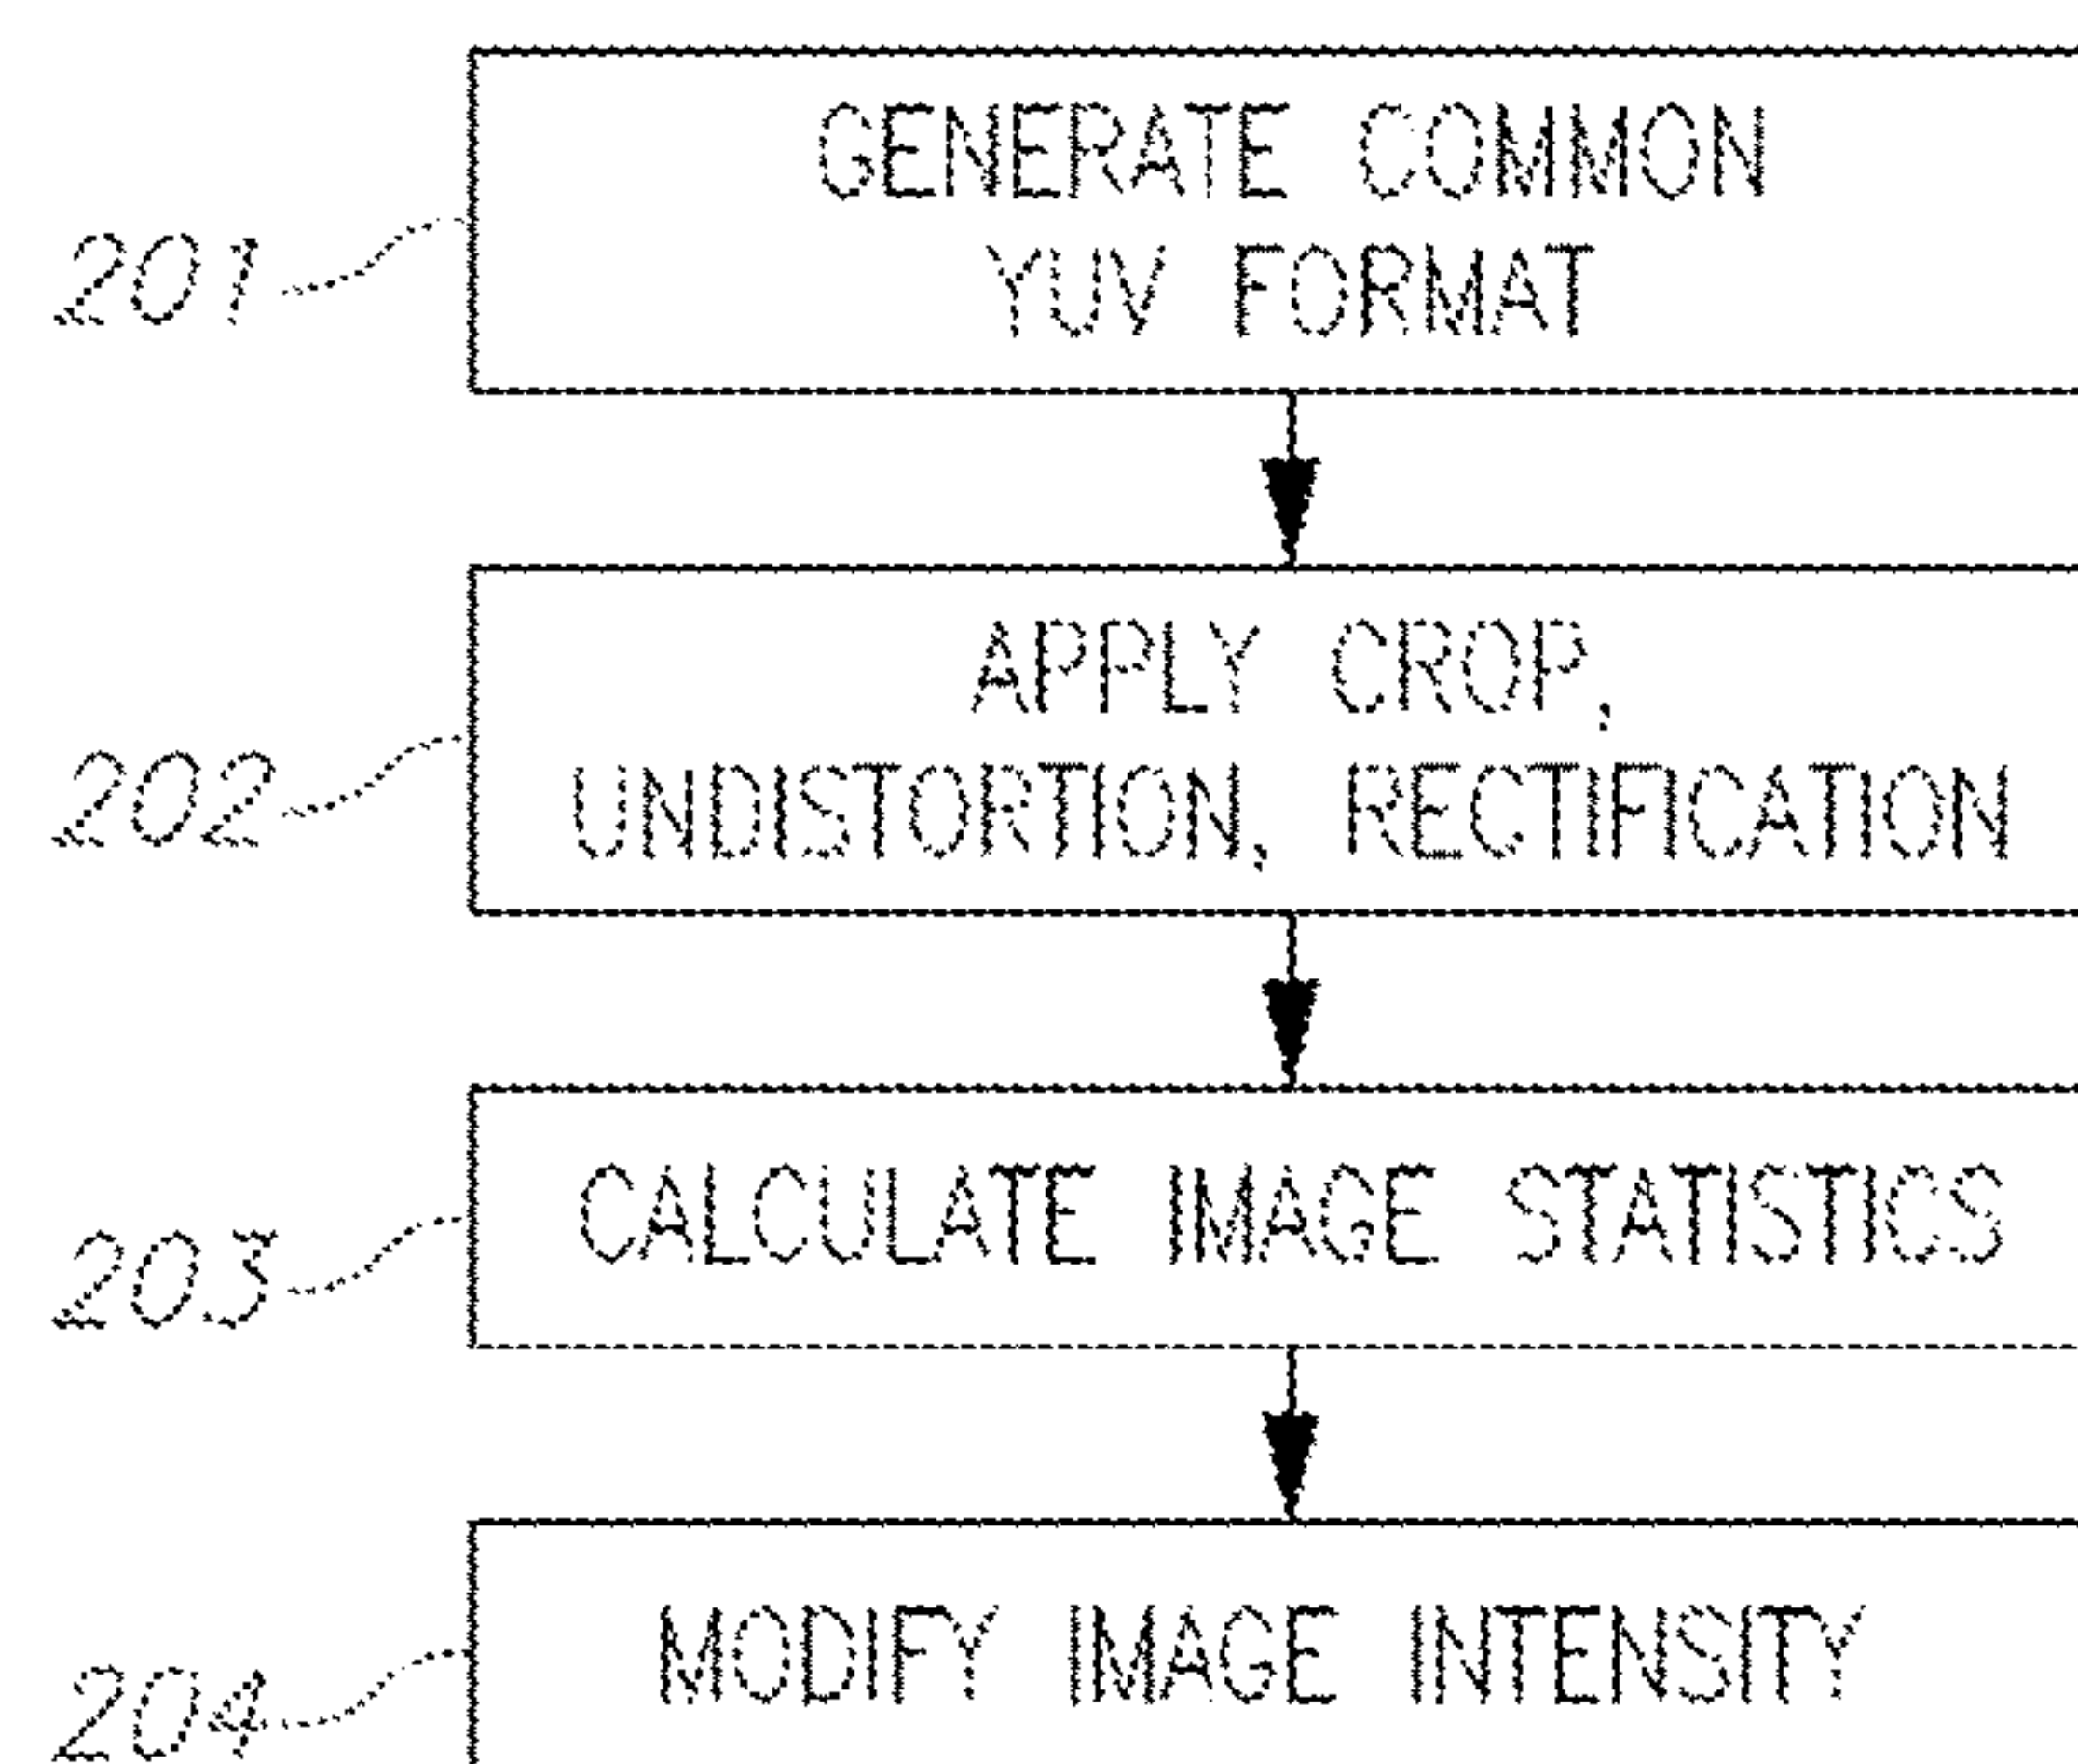 GENERATE COMMON
YUV FORMAT
201
APPLY CROP,
UNDISTORTION, RECTIFICATION
202
CALCULATE IMAGE STATISTICS
203
MODIFY IMAGE INTENSITY
204